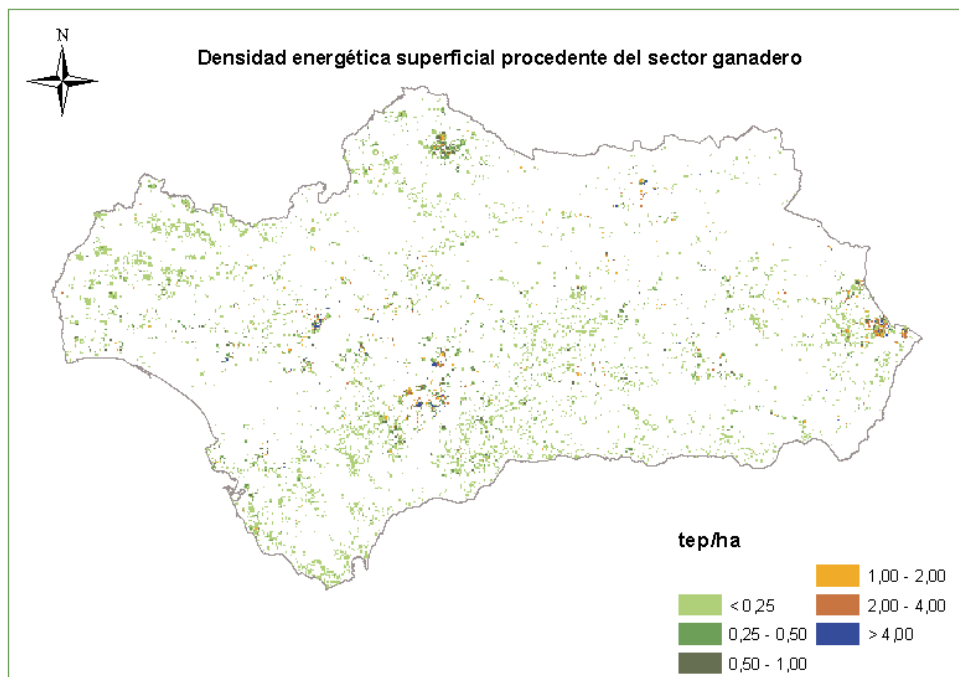 N
Densidad energética superficial procedente del sector ganadero
tep/ha
< 0,25
0,25 - 0,50
0,50 - 1,00
1,00 - 2,00
2,00 - 4,00
> 4,00